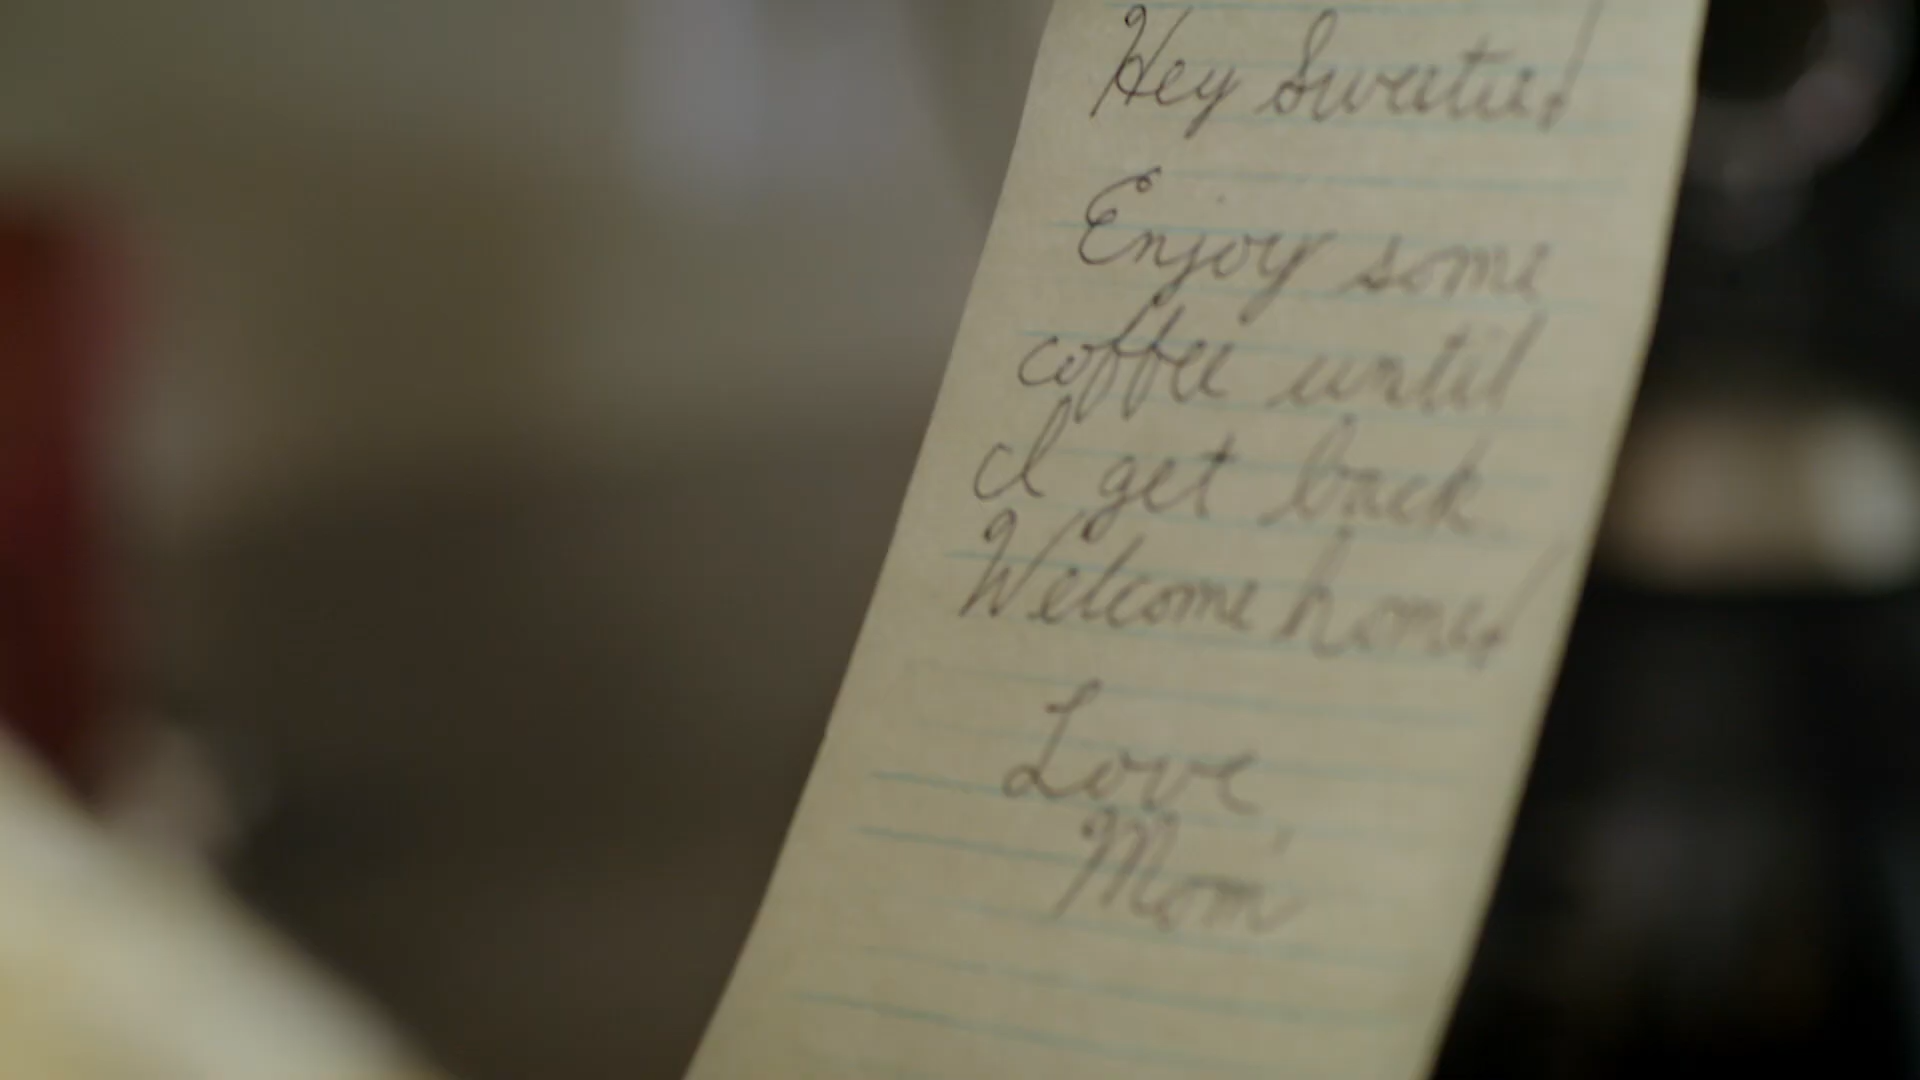 Hey Sweetie!
Enjoy some
coffee until
I get back
Welcome home!
Love,
Mom